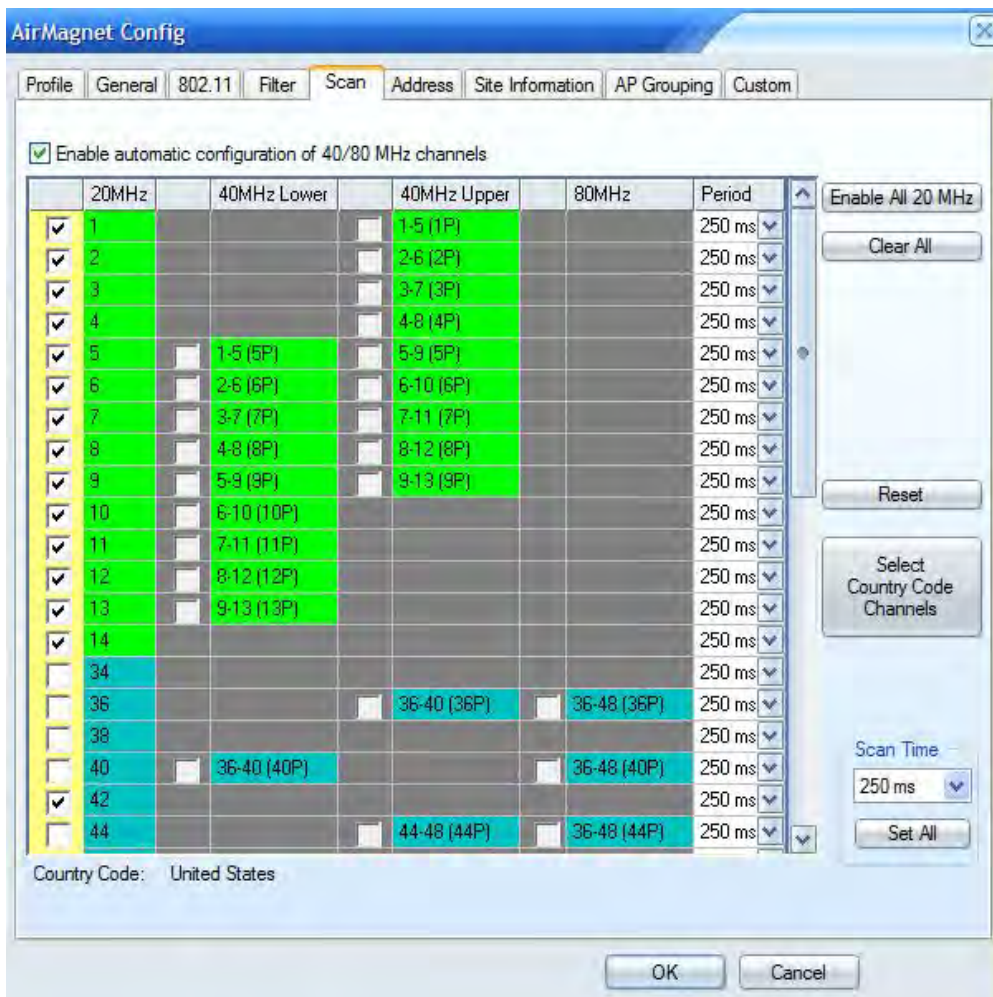 AirMagnet Config
Profile General 802.11 Filter Scan Address Site Information AP Grouping Custom
Enable automatic configuration of 40/80 MHz channels
20MHz 40MHz Lower 40MHz Upper 80MHz Period
1 1-5 (1P) 250 ms
2 2-6 (2P) 250 ms
3 3-7 (3P) 250 ms
4 4-8 (4P) 250 ms
5 1-5 (5P) 5-9 (5P) 250 ms
6 2-6 (6P) 6-10 (6P) 250 ms
7 3-7 (7P) 7-11 (7P) 250 ms
8 4-8 (8P) 8-12 (8P) 250 ms
9 5-9 (9P) 9-13 (9P) 250 ms
10 6-10 (10P) 250 ms
11 7-11 (11P) 250 ms
12 8-12 (12P) 250 ms
13 9-13 (13P) 250 ms
14 250 ms
34 250 ms
36 36-40 (36P) 36-48 (36P) 250 ms
38 250 ms
40 36-40 (40P) 36-48 (40P) 250 ms
42 250 ms
44 44-48 (44P) 36-48 (44P) 250 ms
Enable All 20 MHz
Clear All
Reset
Select
Country Code
Channels
Scan Time
250 ms
Set All
Country Code: United States
OK Cancel